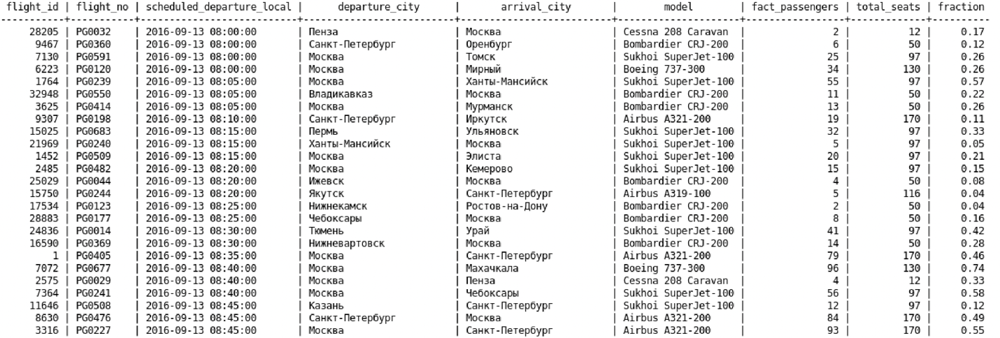 flight_id | flight_no | scheduled_departure_local | departure_city | arrival_city | model | fact_passengers | total_seats | fraction
-----------+-----------+---------------------------+--------------------------+--------------------------+---------------------+-----------------+-------------+----------
28205 | PG0032 | 2016-09-13 08:00:00 | Пенза | Москва | Cessna 208 Caravan | 2 | 12 | 0.17
9467 | PG0360 | 2016-09-13 08:00:00 | Санкт-Петербург | Оренбург | Bombardier CRJ-200 | 6 | 50 | 0.12
7130 | PG0591 | 2016-09-13 08:00:00 | Москва | Томск | Sukhoi SuperJet-100 | 25 | 97 | 0.26
6223 | PG0120 | 2016-09-13 08:00:00 | Москва | Мирный | Boeing 737-300 | 34 | 130 | 0.26
1764 | PG0239 | 2016-09-13 08:05:00 | Москва | Ханты-Мансийск | Sukhoi SuperJet-100 | 55 | 97 | 0.57
32948 | PG0550 | 2016-09-13 08:05:00 | Владикавказ | Москва | Bombardier CRJ-200 | 11 | 50 | 0.22
3625 | PG0414 | 2016-09-13 08:05:00 | Москва | Мурманск | Bombardier CRJ-200 | 13 | 50 | 0.26
9307 | PG0198 | 2016-09-13 08:10:00 | Санкт-Петербург | Иркутск | Airbus A321-200 | 19 | 170 | 0.11
15025 | PG0683 | 2016-09-13 08:15:00 | Пермь | Ульяновск | Sukhoi SuperJet-100 | 32 | 97 | 0.33
21969 | PG0240 | 2016-09-13 08:15:00 | Ханты-Мансийск | Москва | Sukhoi SuperJet-100 | 5 | 97 | 0.05
1452 | PG0509 | 2016-09-13 08:15:00 | Москва | Элиста | Sukhoi SuperJet-100 | 20 | 97 | 0.21
2485 | PG0482 | 2016-09-13 08:20:00 | Москва | Кемерово | Sukhoi SuperJet-100 | 15 | 97 | 0.15
25029 | PG0044 | 2016-09-13 08:20:00 | Ижевск | Москва | Bombardier CRJ-200 | 4 | 50 | 0.08
15750 | PG0244 | 2016-09-13 08:20:00 | Якутск | Санкт-Петербург | Airbus A319-100 | 5 | 116 | 0.04
17534 | PG0123 | 2016-09-13 08:25:00 | Нижнекамск | Ростов-на-Дону | Bombardier CRJ-200 | 2 | 50 | 0.04
28883 | PG0177 | 2016-09-13 08:25:00 | Чебоксары | Москва | Bombardier CRJ-200 | 8 | 50 | 0.16
24836 | PG0014 | 2016-09-13 08:30:00 | Тюмень | Урай | Sukhoi SuperJet-100 | 41 | 97 | 0.42
16590 | PG0369 | 2016-09-13 08:30:00 | Нижневартовск | Москва | Bombardier CRJ-200 | 14 | 50 | 0.28
1 | PG0405 | 2016-09-13 08:35:00 | Москва | Санкт-Петербург | Airbus A321-200 | 79 | 170 | 0.46
7072 | PG0677 | 2016-09-13 08:40:00 | Москва | Махачкала | Boeing 737-300 | 96 | 130 | 0.74
2575 | PG0029 | 2016-09-13 08:40:00 | Москва | Пенза | Cessna 208 Caravan | 4 | 12 | 0.33
7364 | PG0241 | 2016-09-13 08:40:00 | Москва | Чебоксары | Sukhoi SuperJet-100 | 56 | 97 | 0.58
11646 | PG0508 | 2016-09-13 08:45:00 | Казань | Санкт-Петербург | Sukhoi SuperJet-100 | 12 | 97 | 0.12
8630 | PG0476 | 2016-09-13 08:45:00 | Санкт-Петербург | Москва | Airbus A321-200 | 84 | 170 | 0.49
3316 | PG0227 | 2016-09-13 08:45:00 | Москва | Санкт-Петербург | Airbus A321-200 | 93 | 170 | 0.55